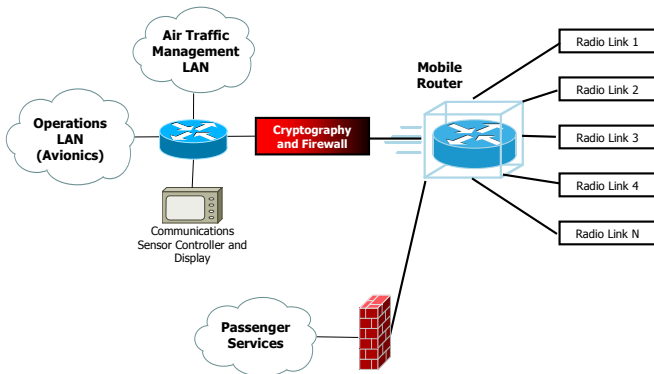 Air Traffic
Management
LAN
Mobile
Router
Operations
LAN
(Avionics)
Cryptography
and Firewall
Communications
Sensor Controller and
Display
Passenger
Services
Radio Link 1
Radio Link 2
Radio Link 3
Radio Link 4
Radio Link N